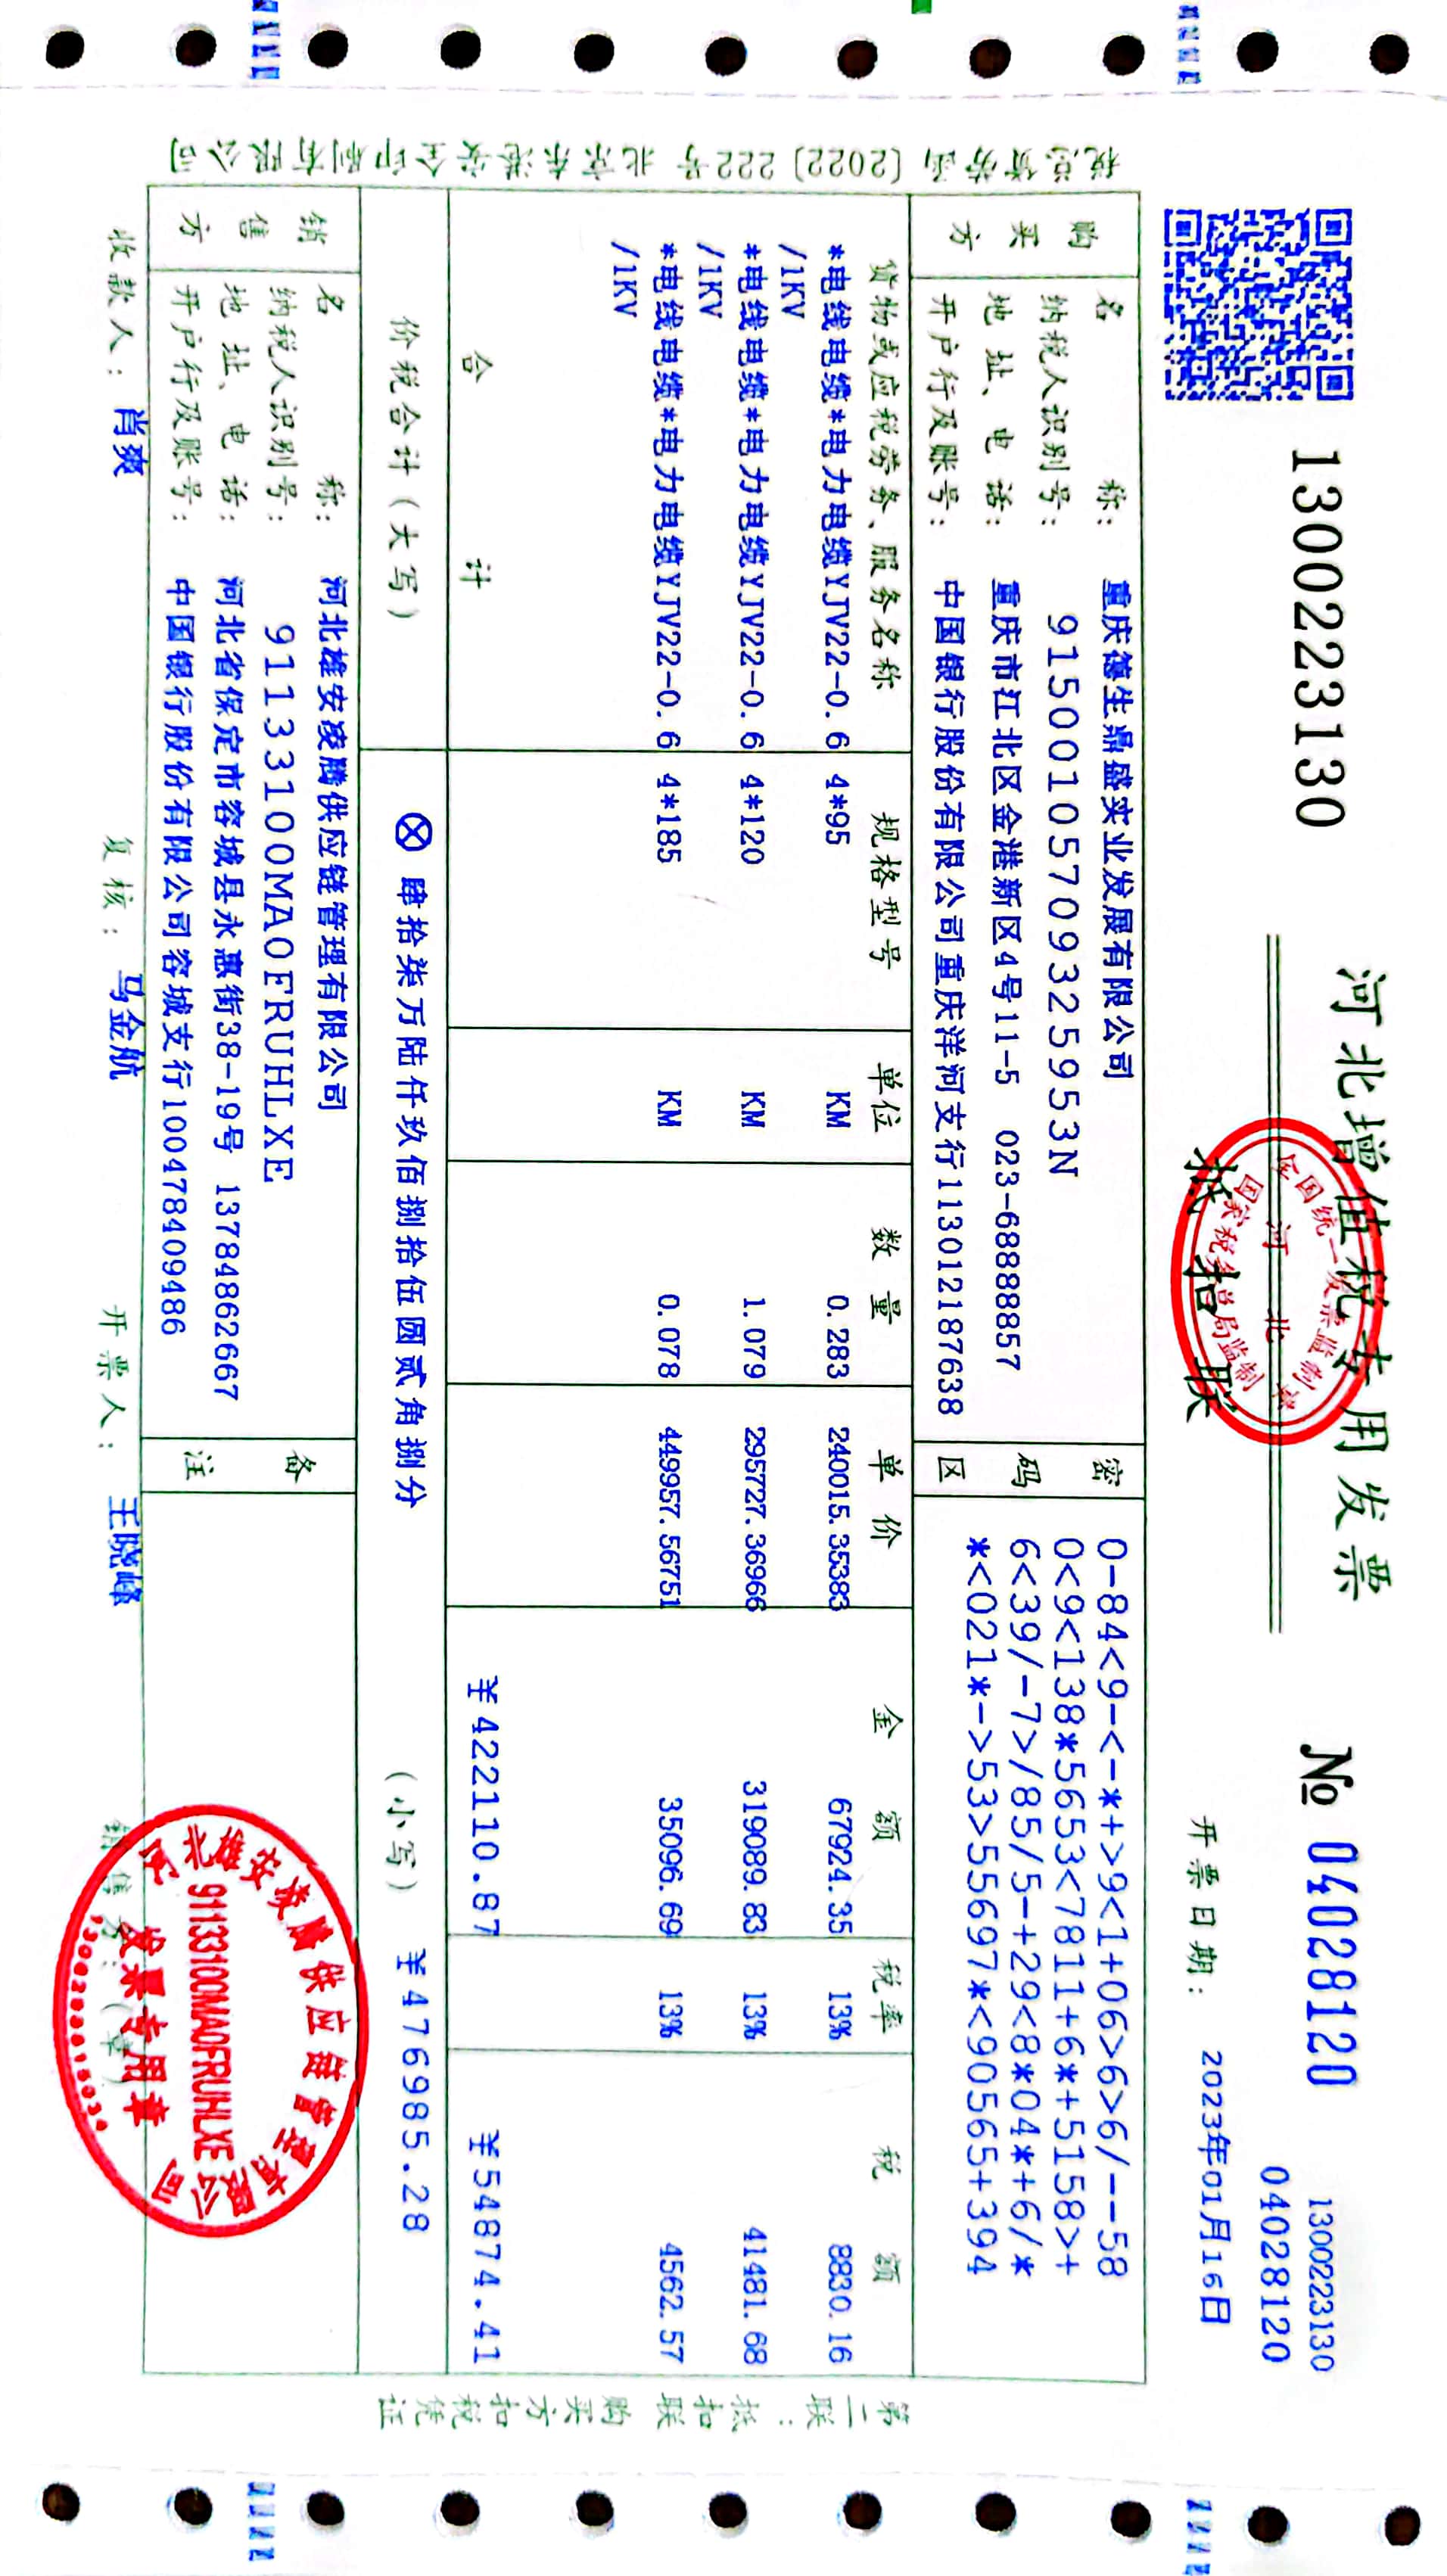 1300223130
河北增值税专用发票
№ 04028120
1300223130
04028120
抵扣联
开票日期： 2023年01月16日
税总货劳函〔2022〕222号 北京东港安全印刷有限公司
购买方
名 称： 重庆德生鼎盛实业发展有限公司
纳税人识别号： 91500105709325953N
地 址、电 话： 重庆市江北区金港新区4号11-5 023-68888857
开户行及账号： 中国银行股份有限公司重庆洋河支行113012187638
密码区
0-84<9-<-*+>9<1+06>6>6/--58
0<9<138*5653<7811+6*+5158>+
6<39/-7>/85/5-+29<8*04*+6/*
*<021*->53>55697*<90565+394
货物或应税劳务、服务名称 规格型号 单位 数量 单价 金额 税率 税额
*电线电缆*电力电缆YJV22-0.6 4*95 KM 0.283 240015.35383 67924.35 13% 8830.16
/1KV
*电线电缆*电力电缆YJV22-0.6 4*120 KM 1.079 295727.36966 319089.83 13% 41481.68
/1KV
*电线电缆*电力电缆YJV22-0.6 4*185 KM 0.078 449957.56751 35096.69 13% 4562.57
/1KV
合 计 ￥422110.87 ￥54874.41
价税合计（大写） ⊗ 肆拾柒万陆仟玖佰捌拾伍圆贰角捌分 （小写） ￥476985.28
销售方
名 称： 河北雄安凌腾供应链管理有限公司
纳税人识别号： 91133100MA0FRUHLXE
地 址、电 话： 河北省保定市容城县永惠街38-19号 13784862667
开户行及账号： 中国银行股份有限公司容城支行100478409486
备注
收款人： 肖爽 复核： 马金航 开票人： 王晓峰 销售方：（章）
河北雄安凌腾供应链管理有限公司
91133100MA0FRUHLXE
发票专用章
第二联：抵扣联 购买方扣税凭证